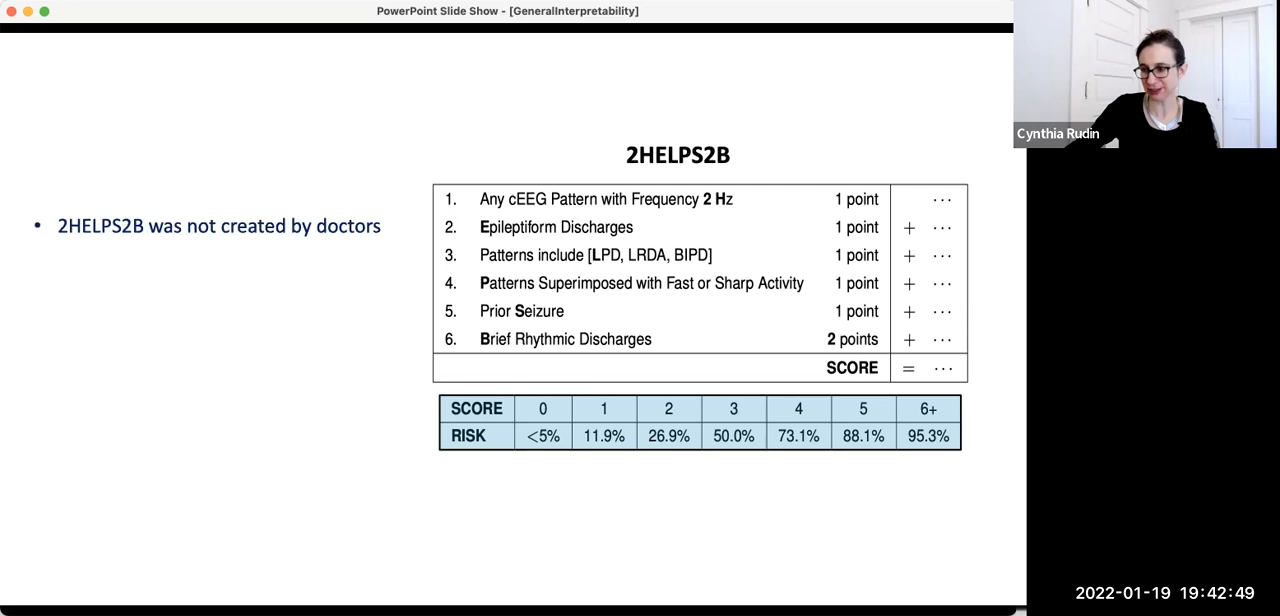 PowerPoint Slide Show - [GeneralInterpretability]
Cynthia Rudin
2HELPS2B
• 2HELPS2B was not created by doctors
1. Any cEEG Pattern with Frequency 2 Hz 1 point ...
2. Epileptiform Discharges 1 point + ...
3. Patterns include [LPD, LRDA, BIPD] 1 point + ...
4. Patterns Superimposed with Fast or Sharp Activity 1 point + ...
5. Prior Seizure 1 point + ...
6. Brief Rhythmic Discharges 2 points + ...
SCORE = ...
SCORE 0 1 2 3 4 5 6+
RISK <5% 11.9% 26.9% 50.0% 73.1% 88.1% 95.3%
2022-01-19 19:42:49